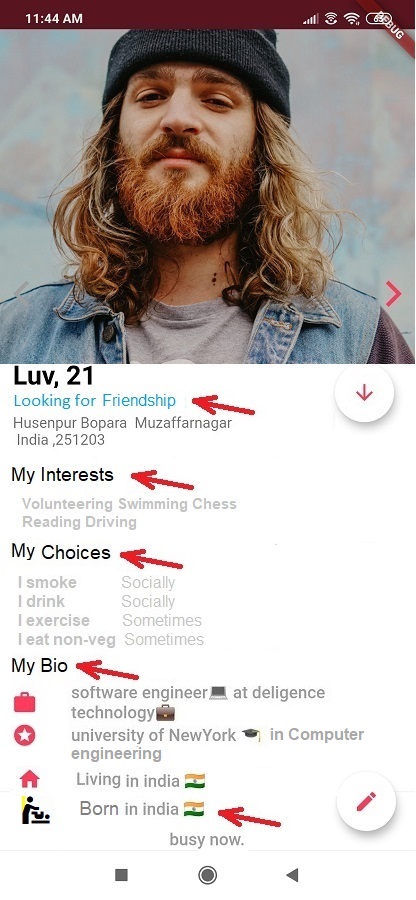 11:44 AM
DEBUG
Luv, 21
Looking for Friendship
Husenpur Bopara Muzaffarnagar
India ,251203
My Interests
Volunteering Swimming Chess
Reading Driving
My Choices
I smoke Socially
I drink Socially
I exercise Sometimes
I eat non-veg Sometimes
My Bio
software engineer💻 at deligence
technology💼
university of NewYork 🎓 in Computer
engineering
Living in india 🇮🇳
Born in india 🇮🇳
busy now.